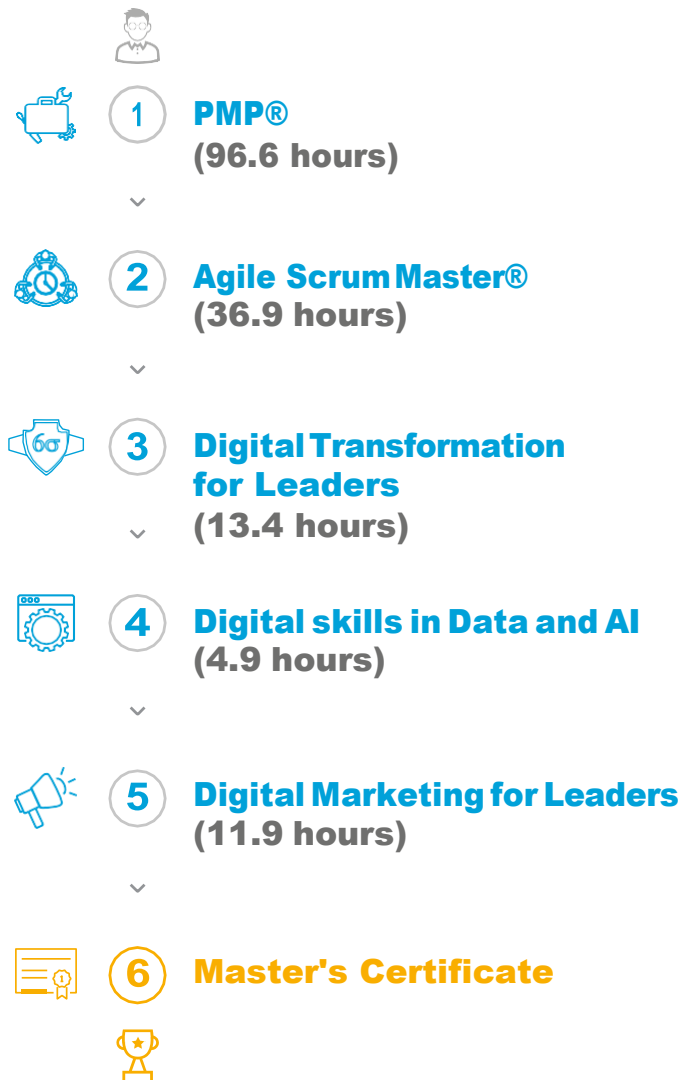 1
PMP®
(96.6 hours)
2
Agile Scrum Master®
(36.9 hours)
6σ
3
Digital Transformation
for Leaders
(13.4 hours)
4
Digital skills in Data and AI
(4.9 hours)
5
Digital Marketing for Leaders
(11.9 hours)
1
6
Master's Certificate